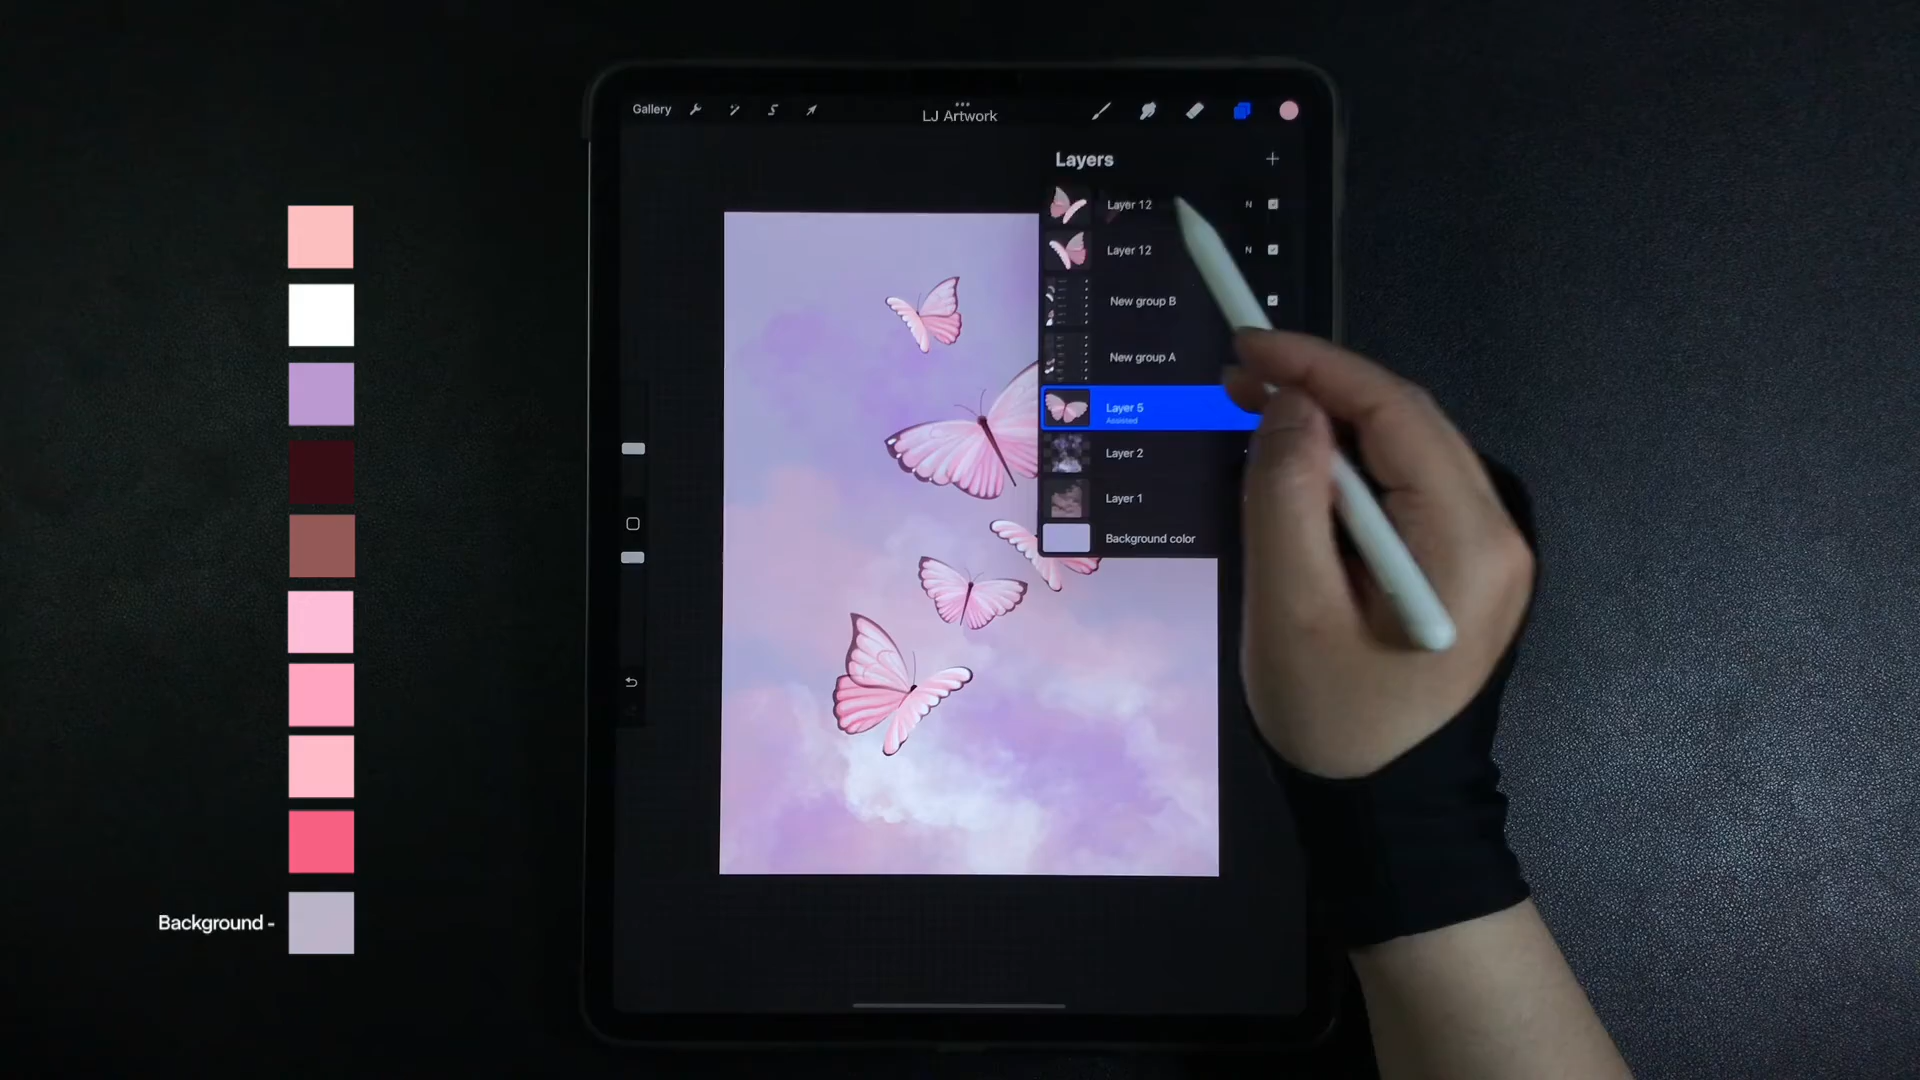 Gallery
LJ Artwork
Layers
Layer 12 N
Layer 12 N
New group B
New group A
Layer 5
Assisted
Layer 2
Layer 1
Background color
Background -